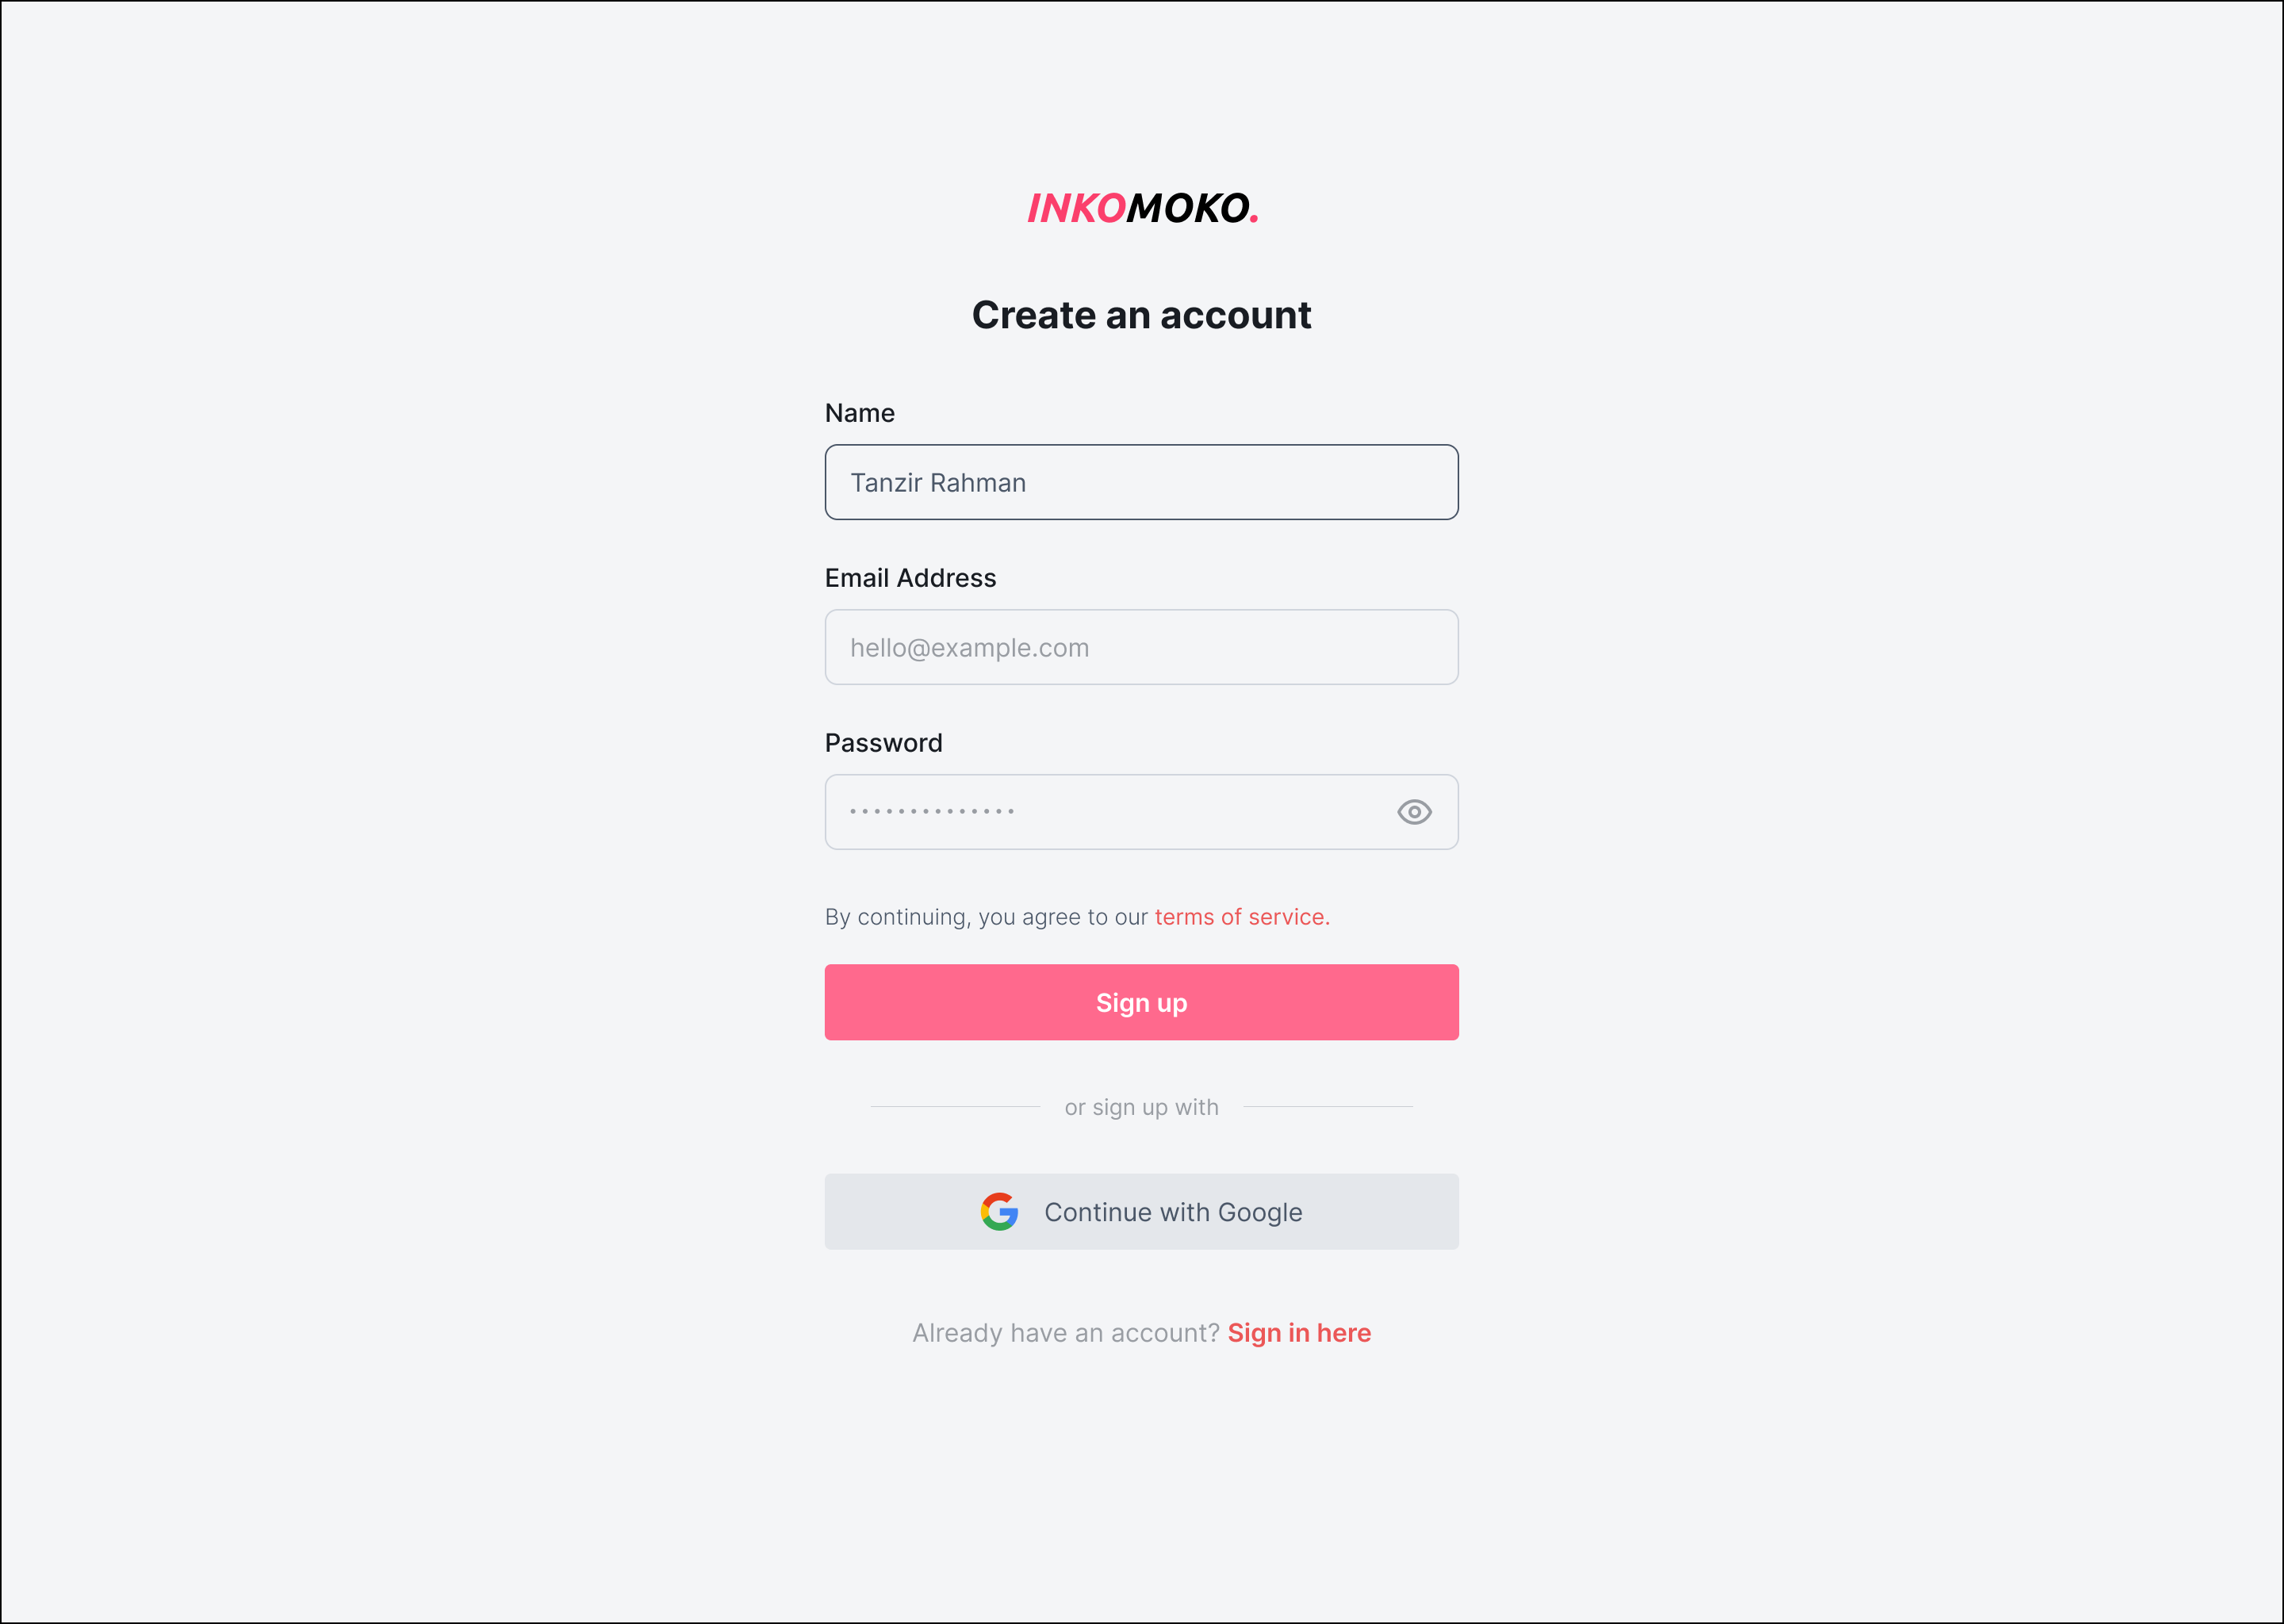 INKOMOKO.
Create an account
Name
Tanzir Rahman
Email Address
hello@example.com
Password
By continuing, you agree to our terms of service.
Sign up
or sign up with
Continue with Google
Already have an account? Sign in here